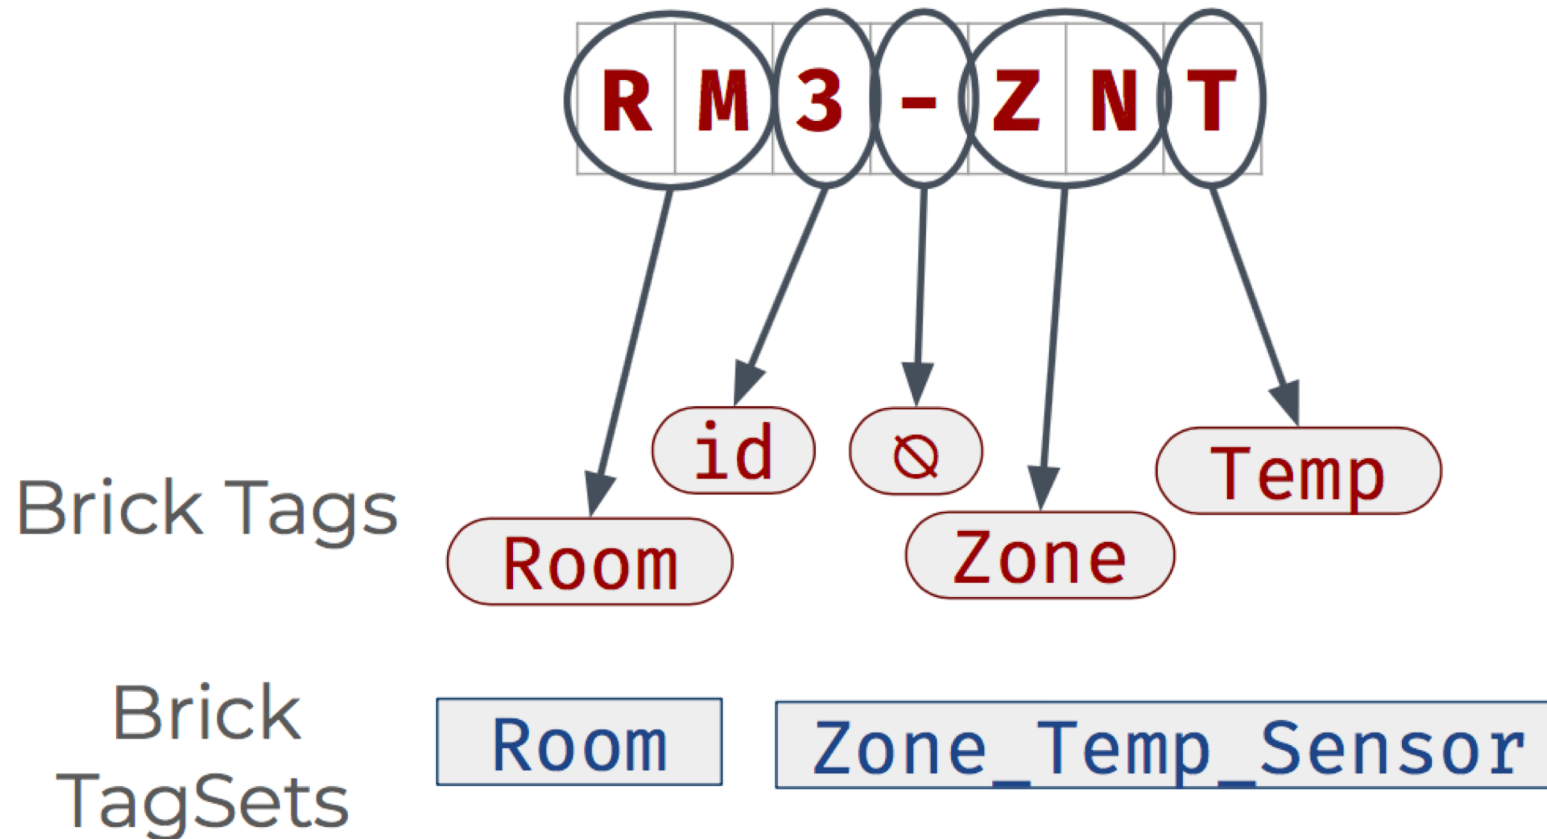 RM3-ZNT
id ∅ Temp
Brick Tags
Room Zone
Brick
TagSets
Room Zone_Temp_Sensor